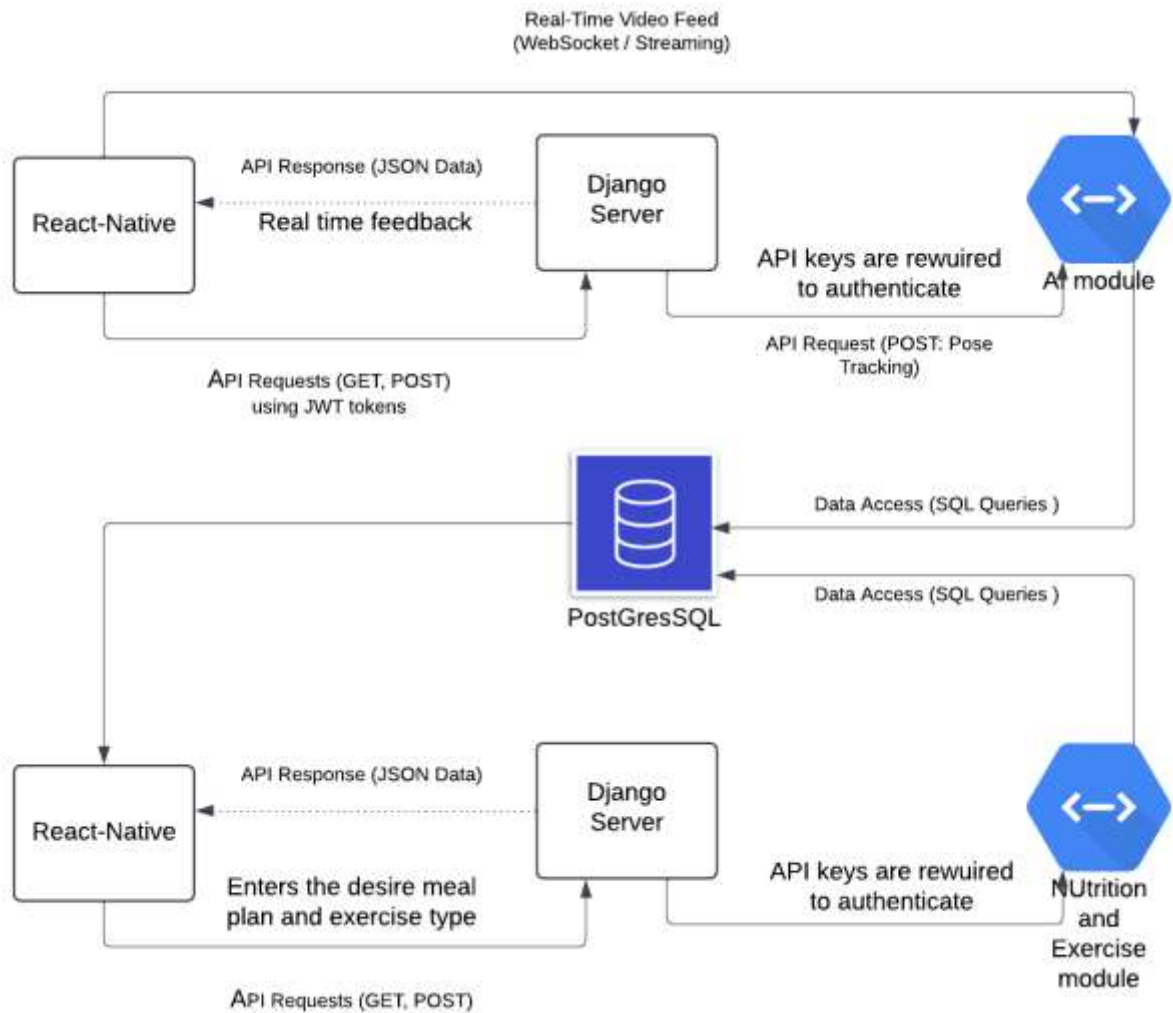 Real-Time Video Feed
(WebSocket / Streaming)
API Response (JSON Data)
React-Native
Real time feedback
Django
Server
API keys are rewuired
to authenticate
AI module
API Request (POST: Pose
Tracking)
API Requests (GET, POST)
using JWT tokens
Data Access (SQL Queries )
PostGresSQL
Data Access (SQL Queries )
API Response (JSON Data)
React-Native
Django
Server
Enters the desire meal
plan and exercise type
API keys are rewuired
to authenticate
NUtrition
and
Exercise
module
API Requests (GET, POST)